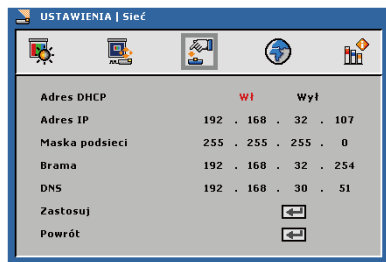 USTAWIENIA | Sieć
Adres DHCP Wł Wył
Adres IP 192 . 168 . 32 . 107
Maska podsieci 255 . 255 . 255 . 0
Brama 192 . 168 . 32 . 254
DNS 192 . 168 . 30 . 51
Zastosuj
Powrót